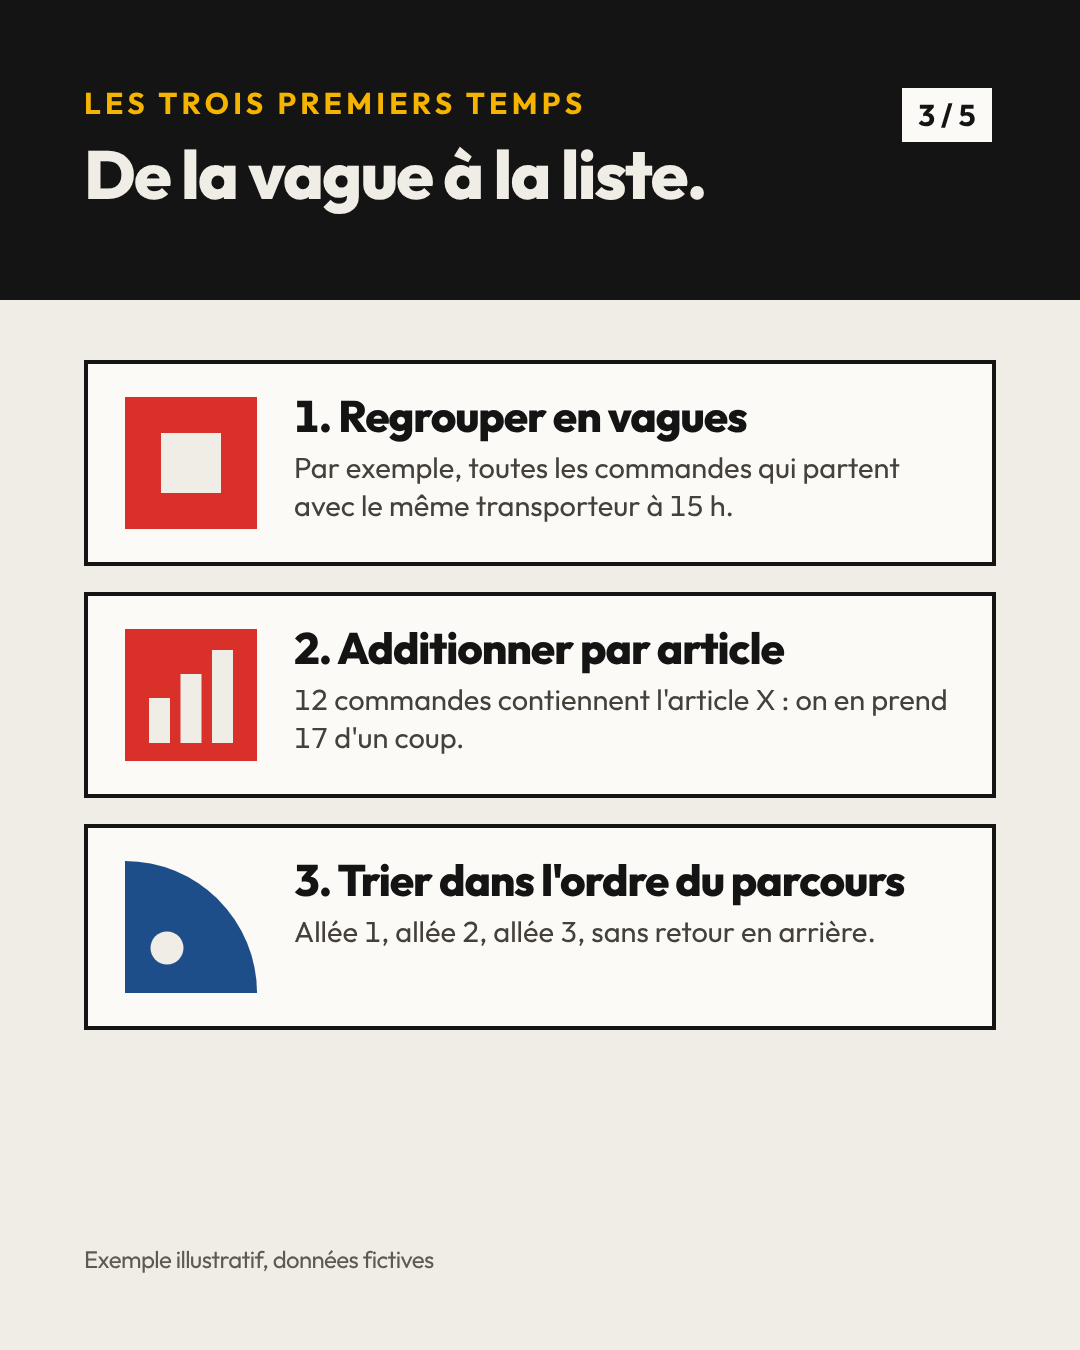 LES TROIS PREMIERS TEMPS
3 / 5
De la vague à la liste.
1. Regrouper en vagues
Par exemple, toutes les commandes qui partent
avec le même transporteur à 15 h.
2. Additionner par article
12 commandes contiennent l'article X : on en prend
17 d'un coup.
3. Trier dans l'ordre du parcours
Allée 1, allée 2, allée 3, sans retour en arrière.
Exemple illustratif, données fictives